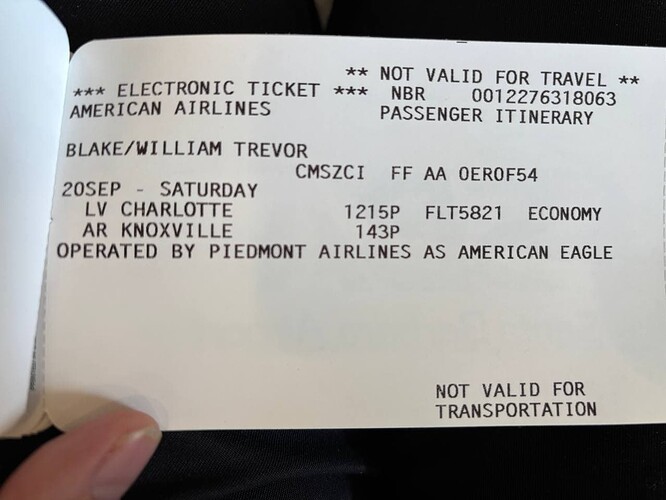 ** NOT VALID FOR TRAVEL **
*** ELECTRONIC TICKET *** NBR 0012276318063
AMERICAN AIRLINES PASSENGER ITINERARY
BLAKE/WILLIAM TREVOR
CMSZCI FF AA 0ER0F54
20SEP - SATURDAY
LV CHARLOTTE 1215P FLT5821 ECONOMY
AR KNOXVILLE 143P
OPERATED BY PIEDMONT AIRLINES AS AMERICAN EAGLE
NOT VALID FOR
TRANSPORTATION